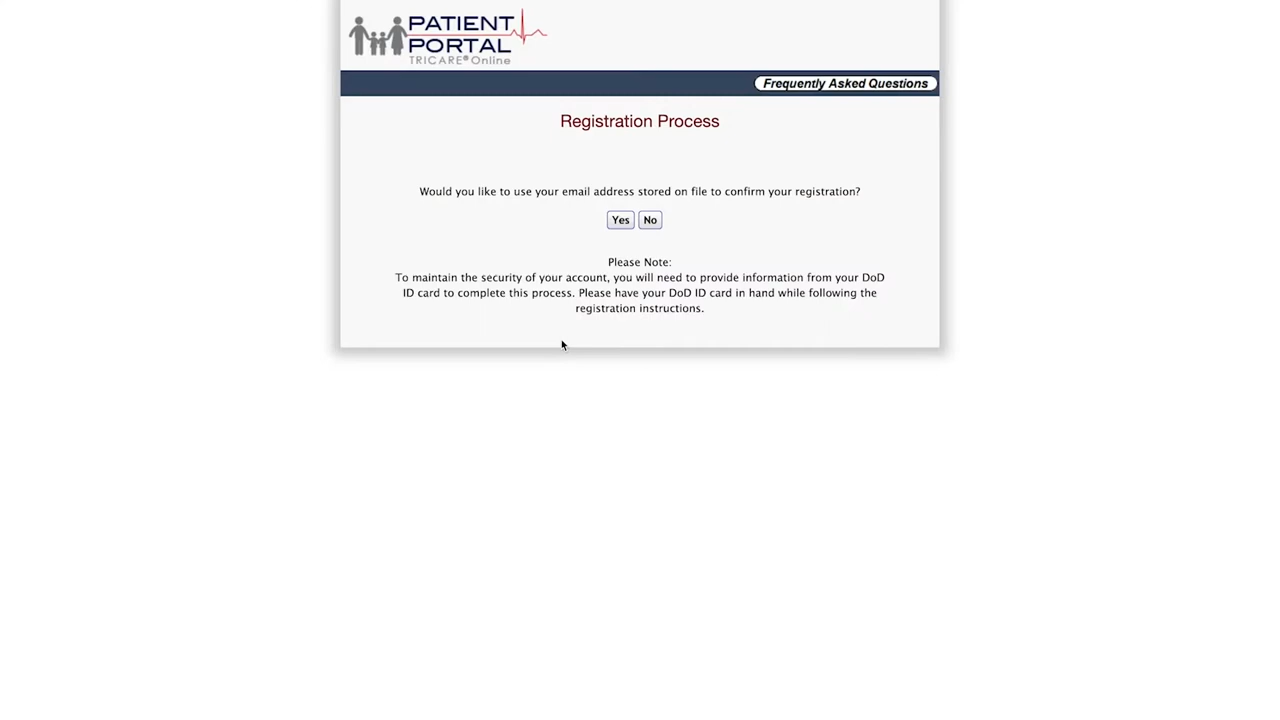 PATIENT
PORTAL
TRICARE®Online
Frequently Asked Questions
Registration Process
Would you like to use your email address stored on file to confirm your registration?
Yes No
Please Note:
To maintain the security of your account, you will need to provide information from your DoD
ID card to complete this process. Please have your DoD ID card in hand while following the
registration instructions.